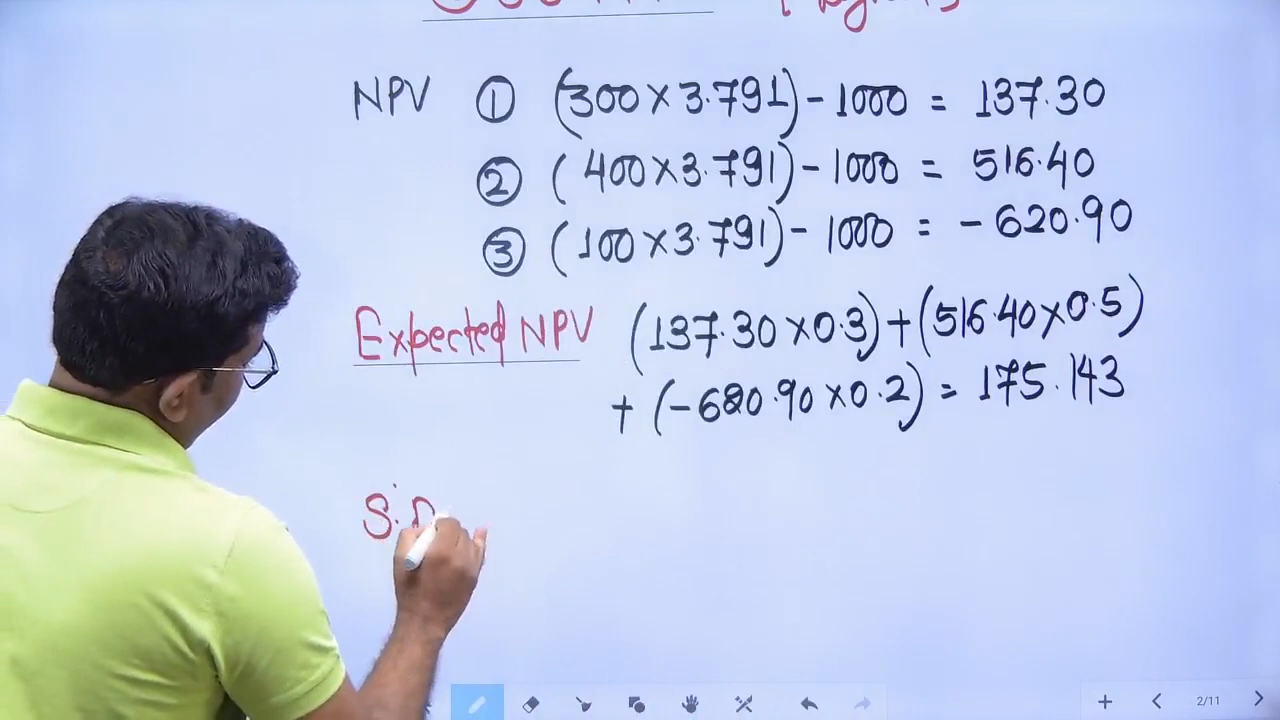 NPV ① (300 × 3.791) - 1000 = 137.30
② (400 × 3.791) - 1000 = 516.40
③ (100 × 3.791) - 1000 = - 620.90
Expected NPV (137.30 × 0.3) + (516.40 × 0.5)
+ (- 620.90 × 0.2) = 175.143
S.D
2/11